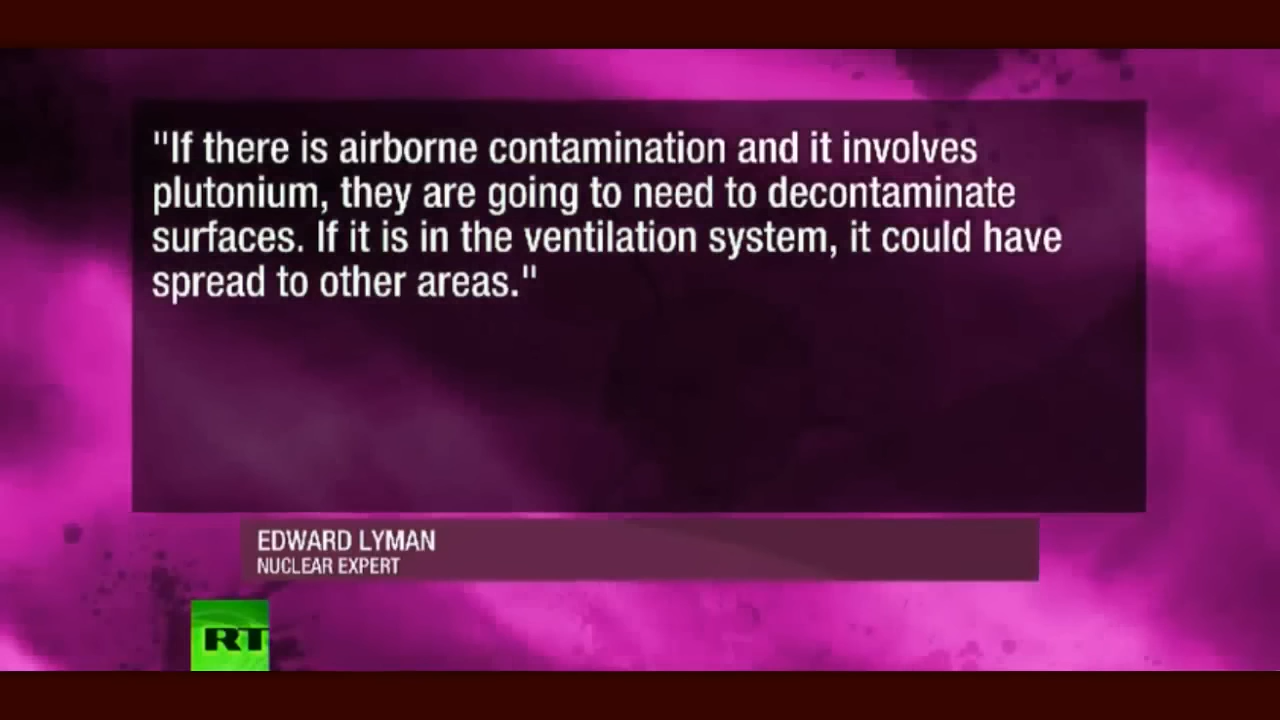 "If there is airborne contamination and it involves
plutonium, they are going to need to decontaminate
surfaces. If it is in the ventilation system, it could have
spread to other areas."
EDWARD LYMAN
NUCLEAR EXPERT
RT